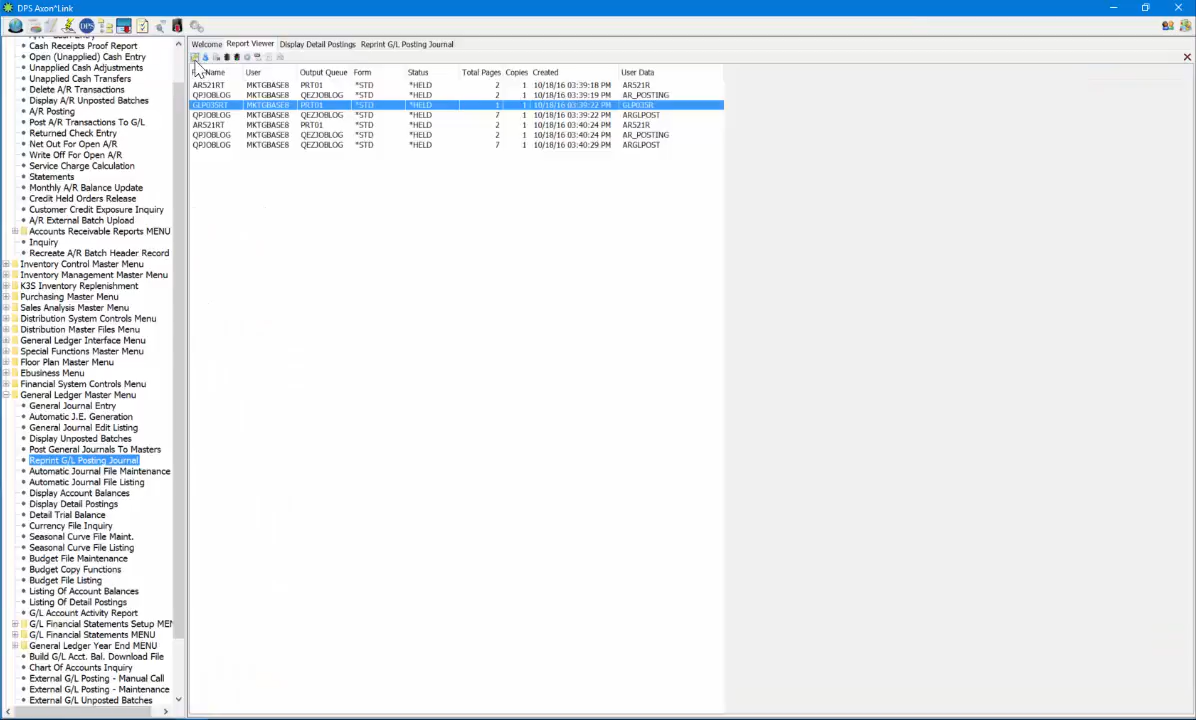 DPS Axon*Link
DPS
Welcome Report Viewer Display Detail Postings Reprint G/L Posting Journal
Name User Output Queue Form Status Total Pages Copies Created User Data
AR521RT MKTGBASE8 PRT01 *STD *HELD 2 1 10/18/16 03:39:18 PM AR521R
QPJOBLOG MKTGBASE8 QEZJOBLOG *STD *HELD 2 1 10/18/16 03:39:19 PM AR_POSTING
GLP035RT MKTGBASE8 PRT01 *STD *HELD 1 1 10/18/16 03:39:22 PM GLP035R
QPJOBLOG MKTGBASE8 QEZJOBLOG *STD *HELD 7 1 10/18/16 03:39:22 PM ARGLPOST
AR521RT MKTGBASE8 PRT01 *STD *HELD 2 1 10/18/16 03:40:24 PM AR521R
QPJOBLOG MKTGBASE8 QEZJOBLOG *STD *HELD 2 1 10/18/16 03:40:24 PM AR_POSTING
QPJOBLOG MKTGBASE8 QEZJOBLOG *STD *HELD 7 1 10/18/16 03:40:29 PM ARGLPOST
Cash Receipts Proof Report
Open (Unapplied) Cash Entry
Unapplied Cash Adjustments
Unapplied Cash Transfers
Delete A/R Transactions
Display A/R Unposted Batches
A/R Posting
Post A/R Transactions To G/L
Returned Check Entry
Net Out For Open A/R
Write Off For Open A/R
Service Charge Calculation
Statements
Monthly A/R Balance Update
Credit Held Orders Release
Customer Credit Exposure Inquiry
A/R External Batch Upload
Accounts Receivable Reports MENU
Inquiry
Recreate A/R Batch Header Record
Inventory Control Master Menu
Inventory Management Master Menu
K3S Inventory Replenishment
Purchasing Master Menu
Sales Analysis Master Menu
Distribution System Controls Menu
Distribution Master Files Menu
General Ledger Interface Menu
Special Functions Master Menu
Floor Plan Master Menu
Ebusiness Menu
Financial System Controls Menu
General Ledger Master Menu
General Journal Entry
Automatic J.E. Generation
General Journal Edit Listing
Display Unposted Batches
Post General Journals To Masters
Reprint G/L Posting Journal
Automatic Journal File Maintenance
Automatic Journal File Listing
Display Account Balances
Display Detail Postings
Detail Trial Balance
Currency File Inquiry
Seasonal Curve File Maint.
Seasonal Curve File Listing
Budget File Maintenance
Budget Copy Functions
Budget File Listing
Listing Of Account Balances
Listing Of Detail Postings
G/L Account Activity Report
G/L Financial Statements Setup MEN
G/L Financial Statements MENU
General Ledger Year End MENU
Build G/L Acct. Bal. Download File
Chart Of Accounts Inquiry
External G/L Posting - Manual Call
External G/L Posting - Maintenance
External G/L Unposted Batches